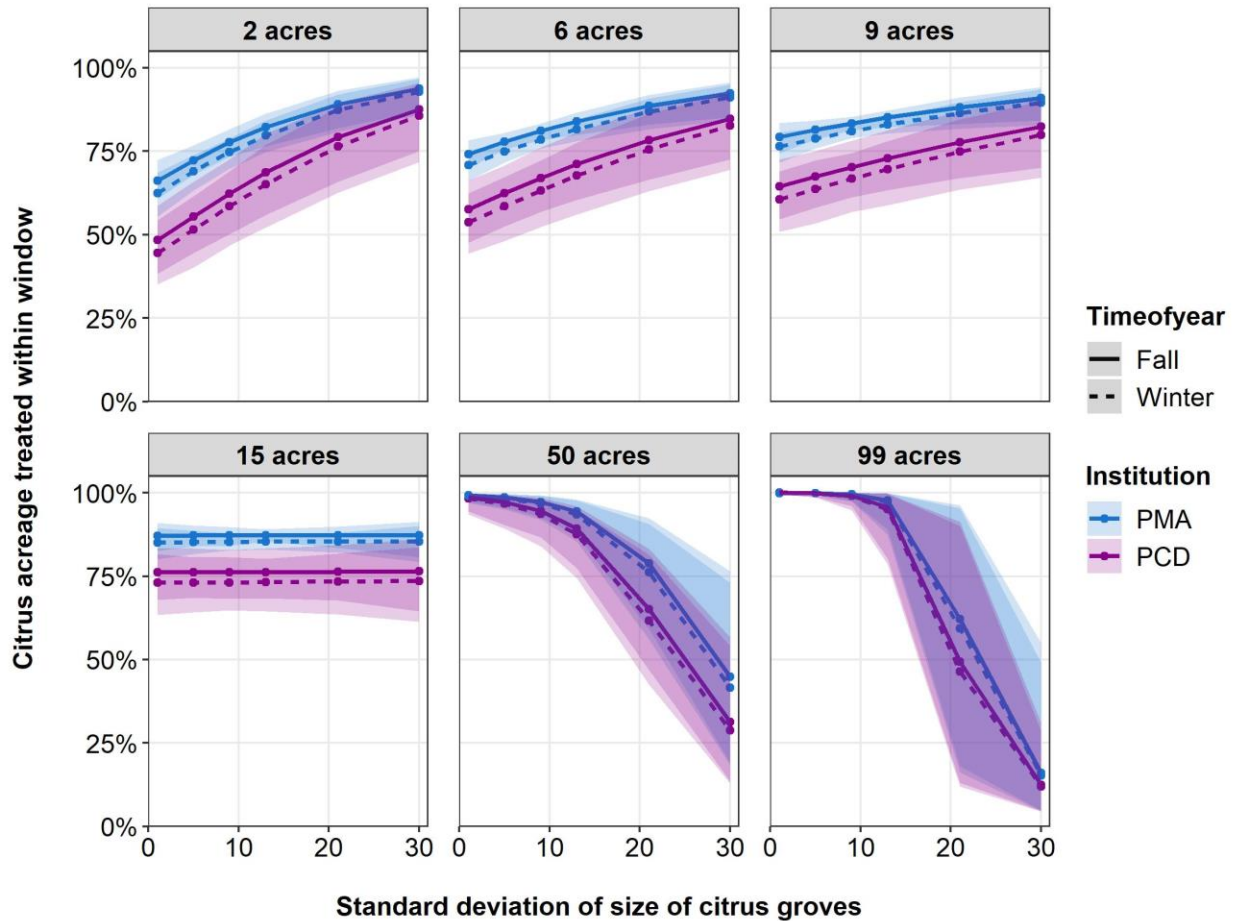 2 acres
6 acres
9 acres
100%
75%
50%
25%
0%
15 acres
50 acres
99 acres
100%
75%
50%
25%
0%
0 10 20 30
0 10 20 30
0 10 20 30
Citrus acreage treated within window
Standard deviation of size of citrus groves
Timeofyear
Fall
Winter
Institution
PMA
PCD